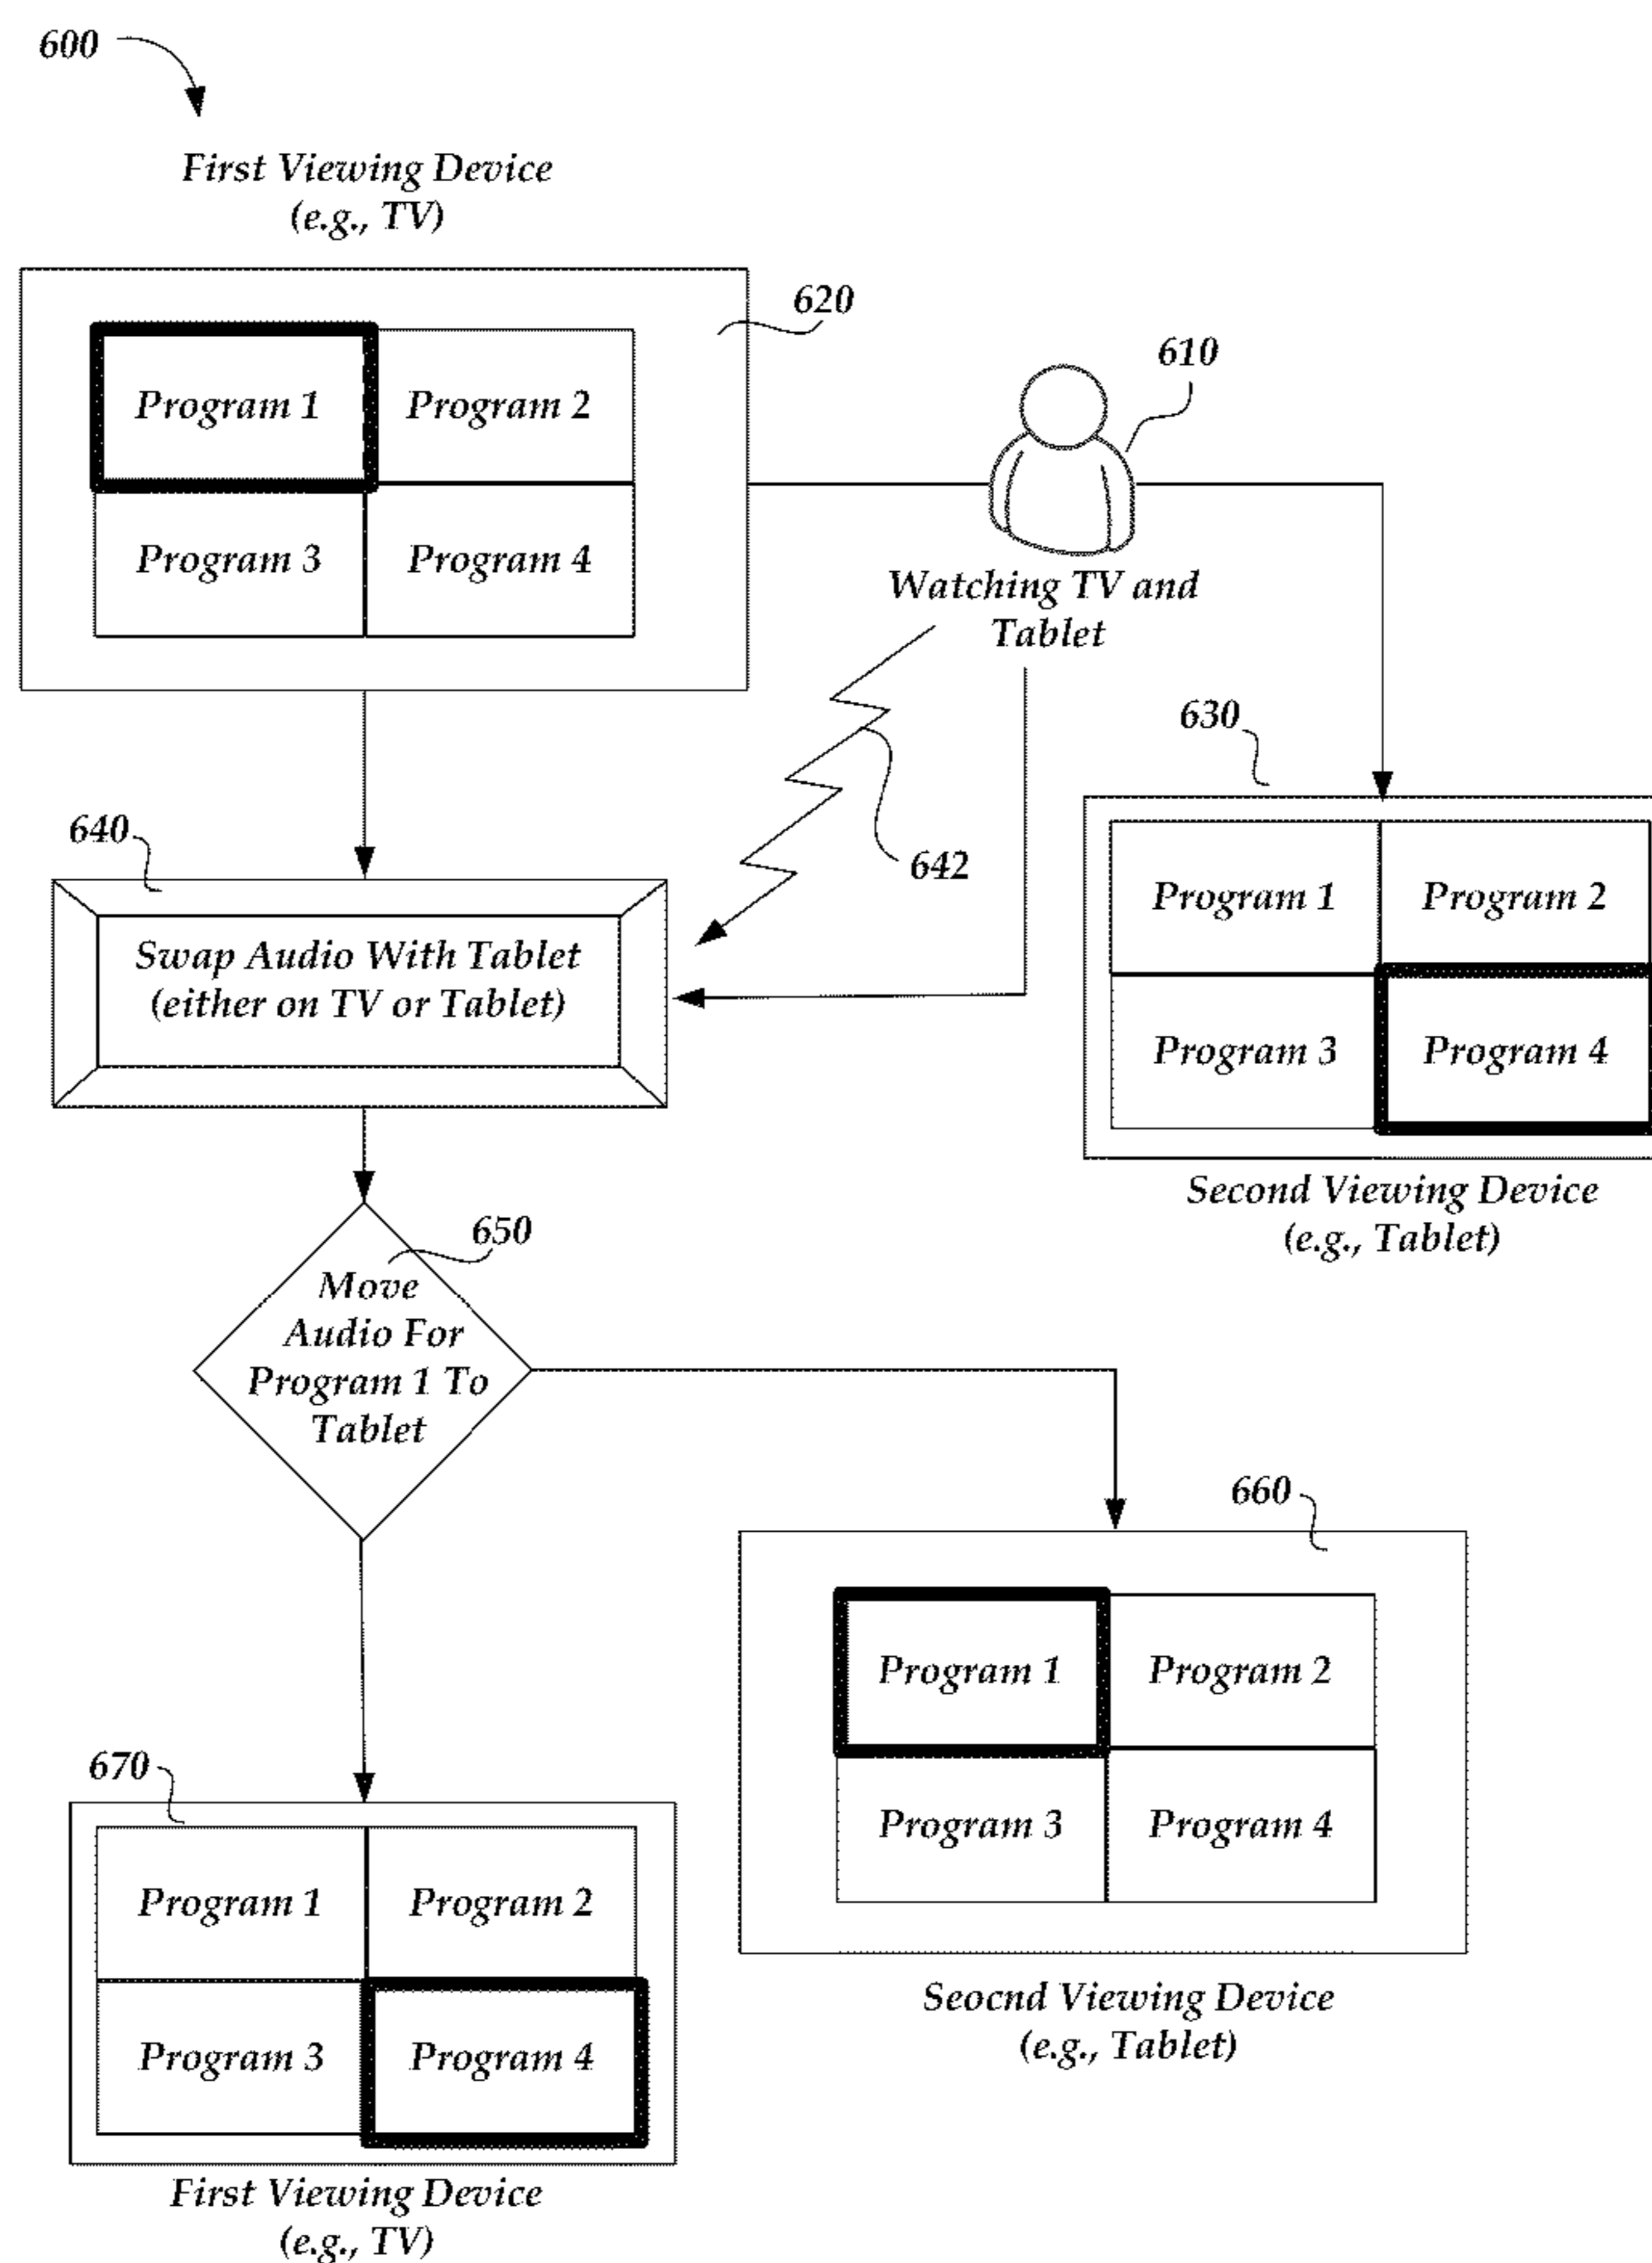 600
First Viewing Device
(e.g., TV)
620
610
Program 1 Program 2
Program 3 Program 4
Watching TV and
Tablet
630
640
642
Swap Audio With Tablet
(either on TV or Tablet)
Program 1 Program 2
Program 3 Program 4
Second Viewing Device
(e.g., Tablet)
650
Move
Audio For
Program 1 To
Tablet
660
Program 1 Program 2
Program 3 Program 4
Seocnd Viewing Device
(e.g., Tablet)
670
Program 1 Program 2
Program 3 Program 4
First Viewing Device
(e.g., TV)